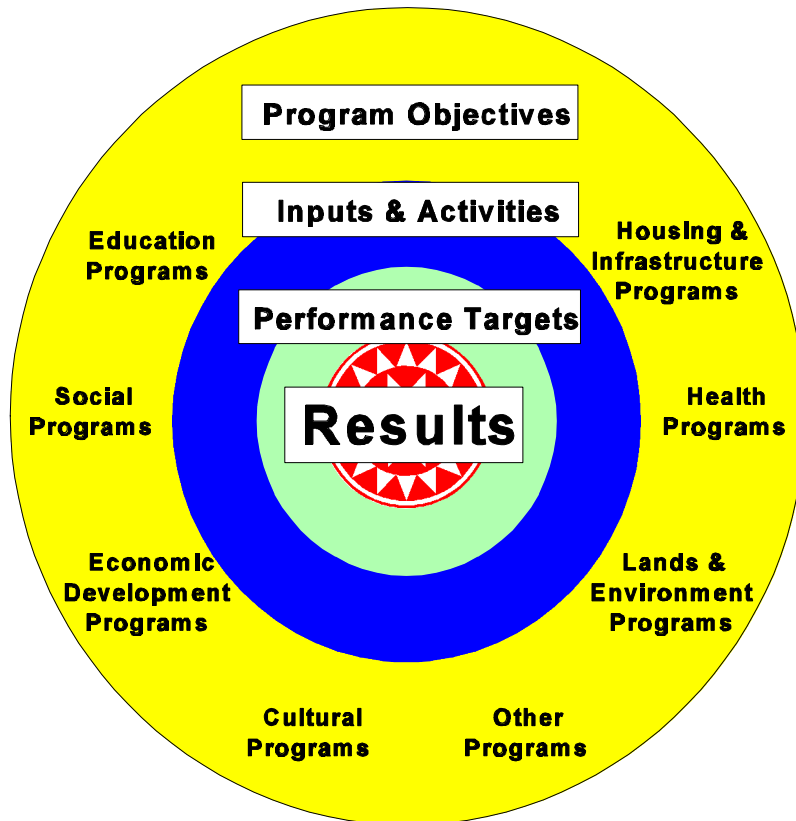 Program Objectives
Inputs & Activities
Education
Programs
Housing &
Infrastructure
Programs
Performance Targets
Social
Programs
Results
Health
Programs
Economic
Development
Programs
Lands &
Environment
Programs
Cultural
Programs
Other
Programs